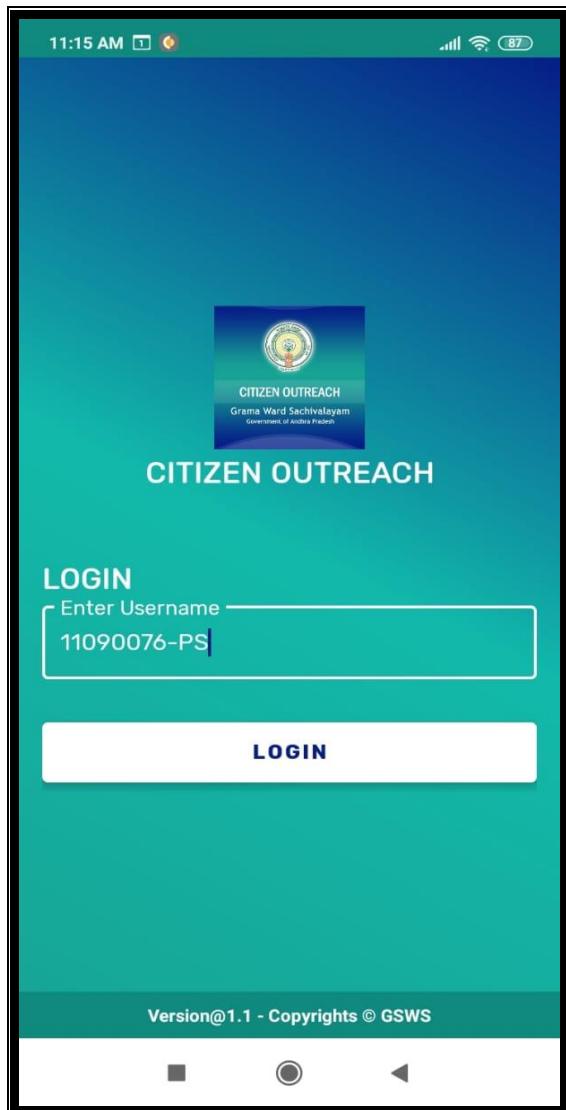 11:15 AM 1
87
CITIZEN OUTREACH
Grama Ward Sachivalayam
Government of Andhra Pradesh
CITIZEN OUTREACH
LOGIN
Enter Username
11090076-PS
LOGIN
Version@1.1 - Copyrights © GSWS